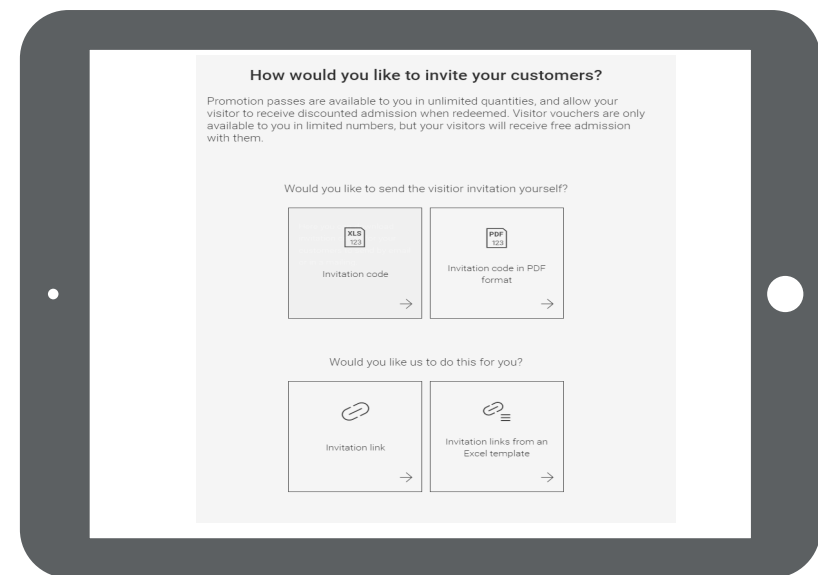 How would you like to invite your customers?
Promotion passes are available to you in unlimited quantities, and allow your
visitor to receive discounted admission when redeemed. Visitor vouchers are only
available to you in limited numbers, but your visitors will receive free admission
with them.
Would you like to send the visitior invitation yourself?
XLS
123
Invitation code
PDF
123
Invitation code in PDF
format
Would you like us to do this for you?
Invitation link
Invitation links from an
Excel template